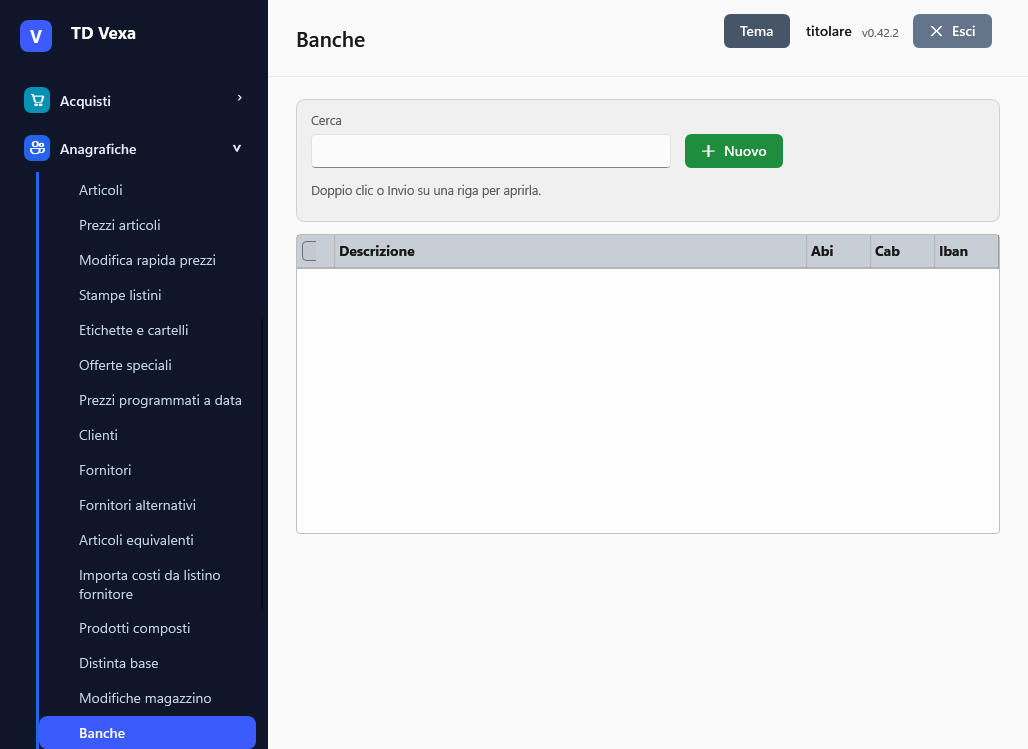 V TD Vexa
Acquisti
Anagrafiche
Articoli
Prezzi articoli
Modifica rapida prezzi
Stampe listini
Etichette e cartelli
Offerte speciali
Prezzi programmati a data
Clienti
Fornitori
Fornitori alternativi
Articoli equivalenti
Importa costi da listino
fornitore
Prodotti composti
Distinta base
Modifiche magazzino
Banche
Banche
Tema titolare v0.42.2 Esci
Cerca
Nuovo
Doppio clic o Invio su una riga per aprirla.
Descrizione Abi Cab Iban